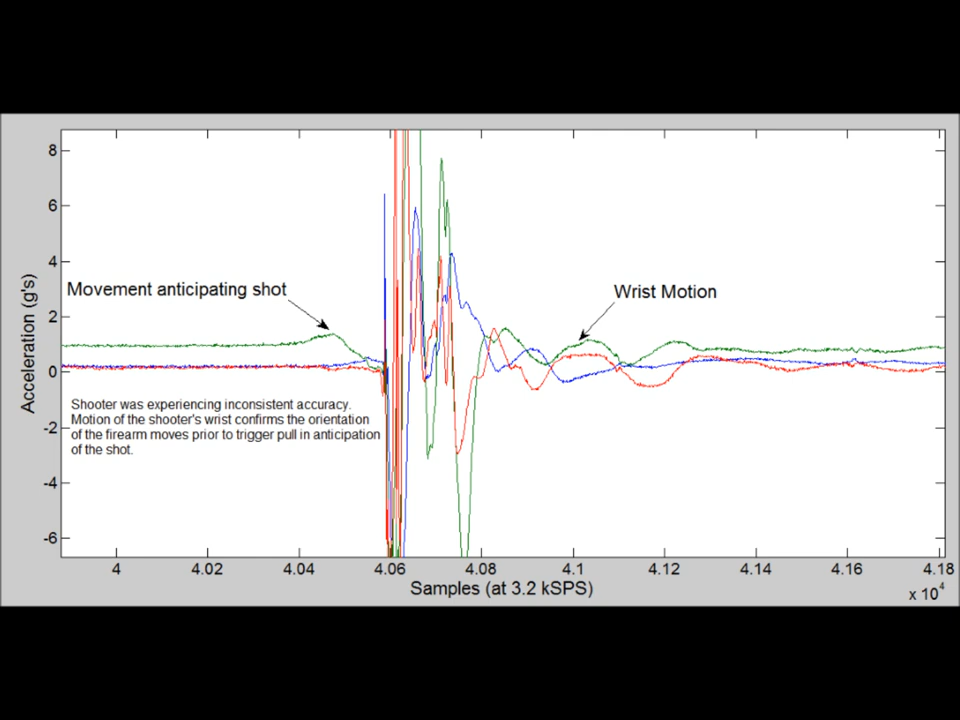 8
6
4
2
0
-2
-4
-6
Acceleration (g's)
Movement anticipating shot
Wrist Motion
Shooter was experiencing inconsistent accuracy.
Motion of the shooter's wrist confirms the orientation
of the firearm moves prior to trigger pull in anticipation
of the shot.
4 4.02 4.04 4.06 4.08 4.1 4.12 4.14 4.16 4.18
Samples (at 3.2 kSPS)
x 10⁴